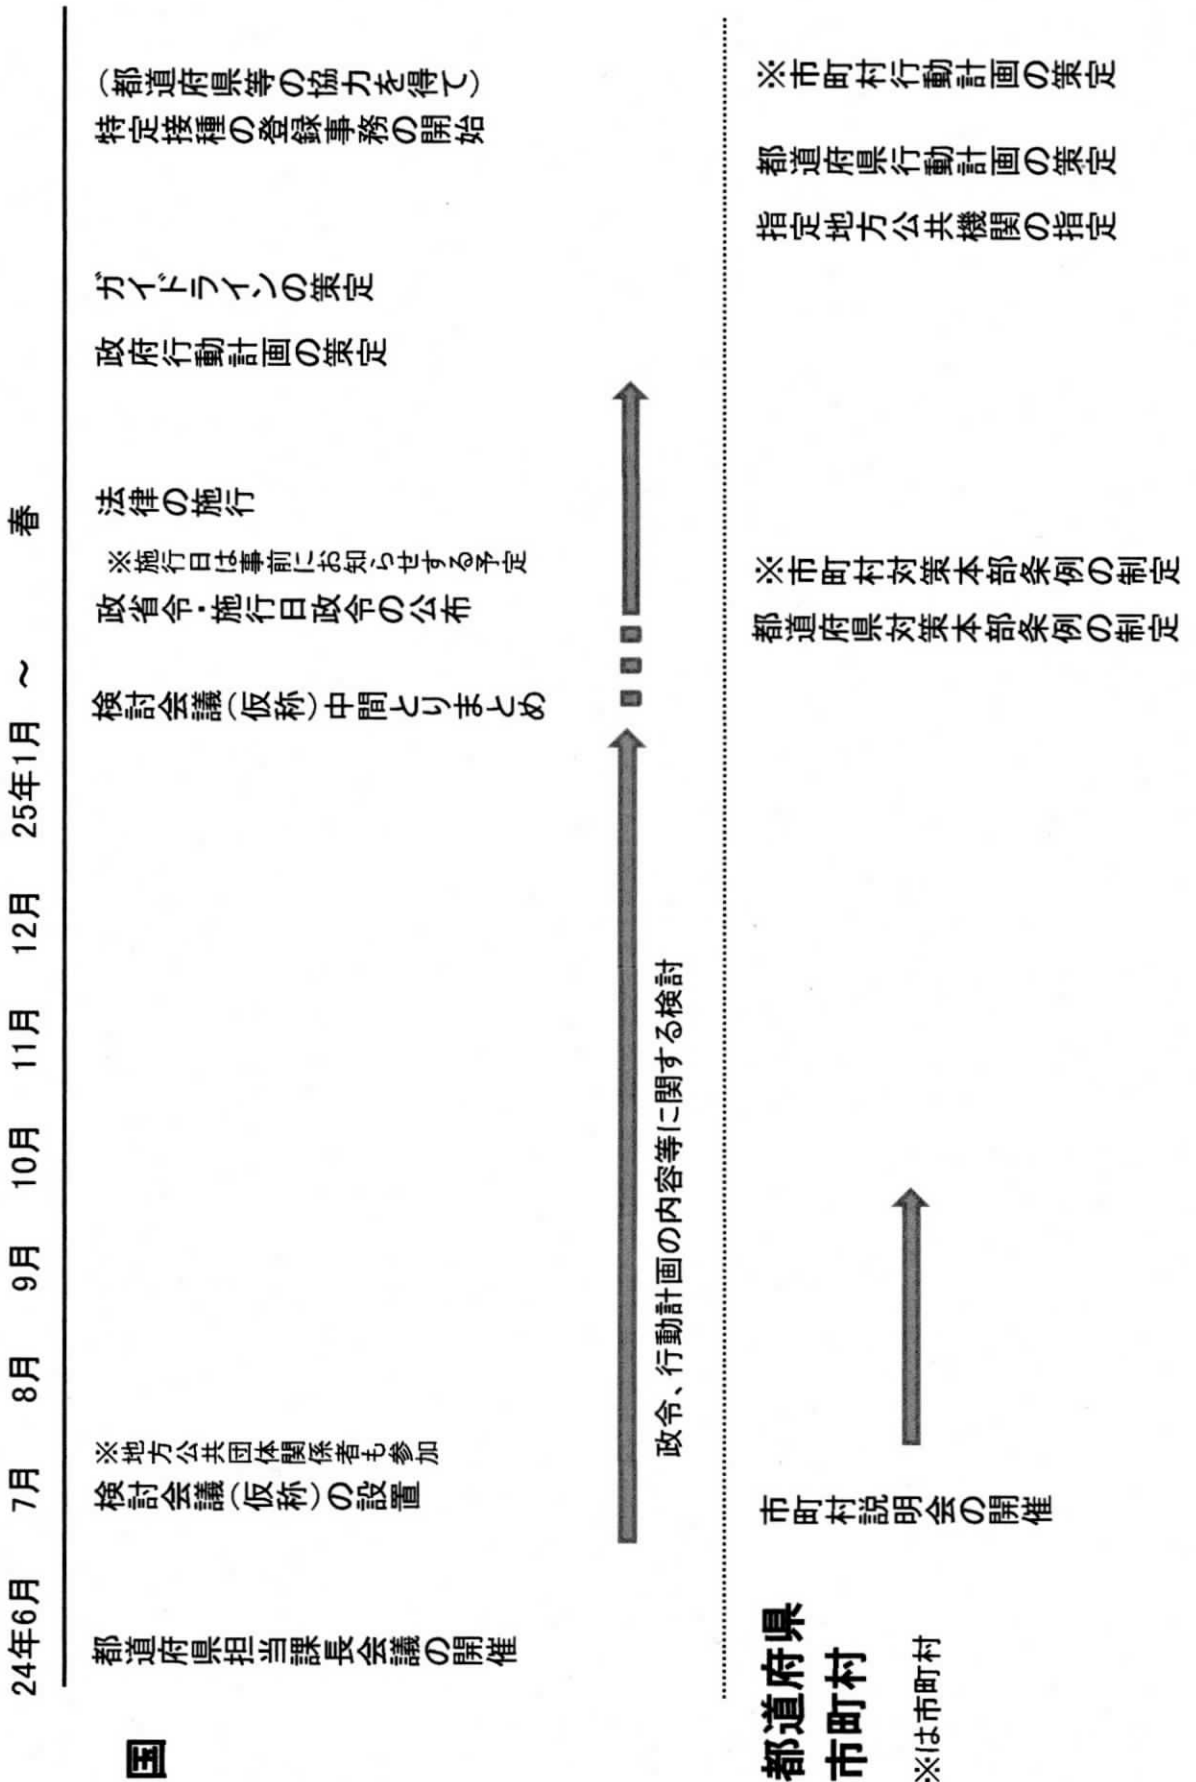 24年6月 7月 8月 9月 10月 11月 12月 25年1月 ～ 春
国
都道府県担当課長会議の開催
検討会議(仮称)の設置
※地方公共団体関係者も参加
検討会議(仮称)中間とりまとめ
政省令・施行日政令の公布
※施行日は事前にお知らせする予定
法律の施行
政府行動計画の策定
ガイドラインの策定
特定接種の登録事務の開始
(都道府県等の協力を得て)
政令、行動計画の内容等に関する検討
都道府県
市町村
※は市町村
市町村説明会の開催
都道府県対策本部条例の制定
※市町村対策本部条例の制定
指定地方公共機関の指定
都道府県行動計画の策定
※市町村行動計画の策定